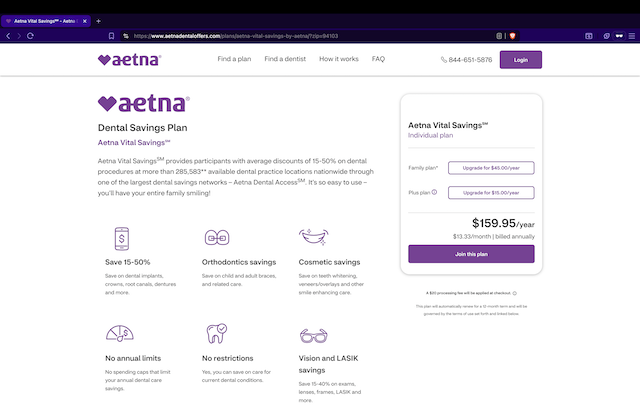 Aetna Vital Savings℠ - Aetna
https://www.aetnadentaloffers.com/plans/aetna-vital-savings-by-aetna/?zip=84103
aetna®
Find a plan
Find a dentist
How it works
FAQ
844-651-5876
Login
aetna®
Dental Savings Plan
Aetna Vital Savings℠
Aetna Vital Savings℠ provides participants with average discounts of 15-50% on dental
procedures at more than 285,583** available dental practice locations nationwide through
one of the largest dental savings networks – Aetna Dental Access℠. It's so easy to use –
you'll have your entire family smiling!
Save 15-50%
Save on dental implants,
crowns, root canals, dentures
and more.
Orthodontics savings
Save on child and adult braces,
and related care.
Cosmetic savings
Save on teeth whitening,
veneers/overlays and other
smile enhancing care.
No annual limits
No spending caps that limit
your annual dental care
savings.
No restrictions
Yes, you can save on care for
current dental conditions.
Vision and LASIK
savings
Save 15-40% on exams,
lenses, frames, LASIK and
more.
Aetna Vital Savings℠
Individual plan
Family plan*
Upgrade for $45.00/year
Plus plan
Upgrade for $15.00/year
$159.95/year
$13.33/month | billed annually
Join this plan
A $20 processing fee will be applied at checkout.
This plan will automatically renew for a 12-month term and will be
governed by the terms of use set forth and linked below.